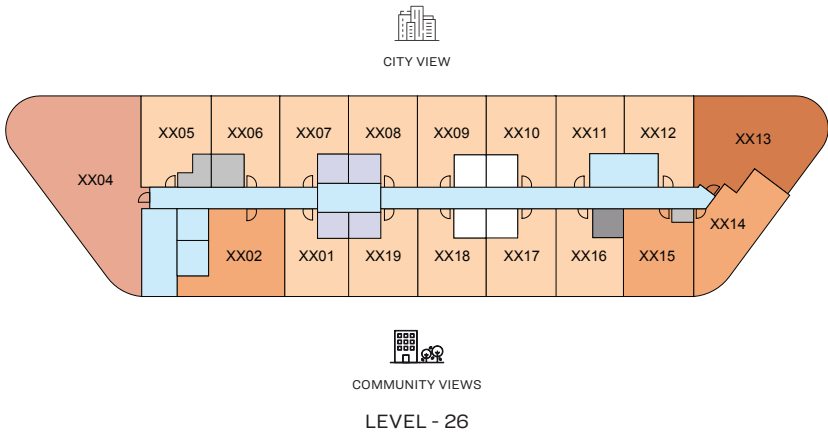 CITY VIEW
XX05 XX06 XX07 XX08 XX09 XX10 XX11 XX12
XX13
XX04
XX14
XX02 XX01 XX19 XX18 XX17 XX16 XX15
COMMUNITY VIEWS
LEVEL - 26